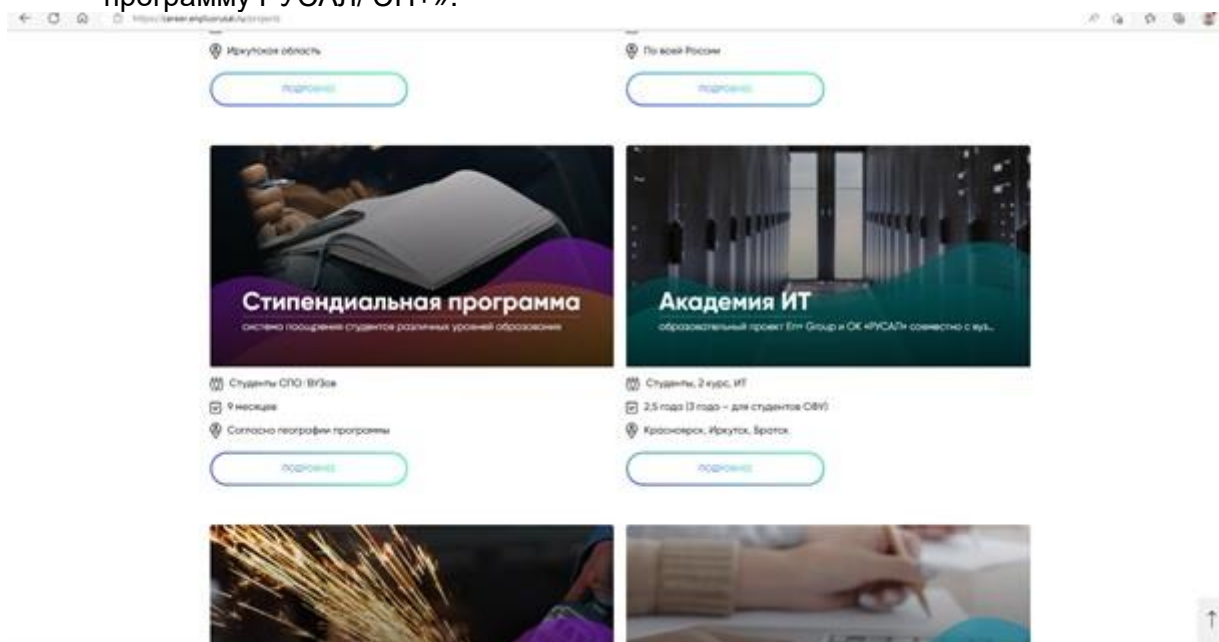 программу РУСАЛ/
Иркутская область
По всей России
ПОДРОБНЕЕ
ПОДРОБНЕЕ
Стипендиальная программа
система поощрения студентов различных уровней образования
Академия ИТ
образовательный проект En+ Group и ОК «РУСАЛ» совместно с вуз...
Студенты СПО/ВУЗов
Студенты, 2 курс, ИТ
9 месяцев
2,5 года (3 года – для студентов СФУ)
Согласно географии программы
Красноярск, Иркутск, Братск
ПОДРОБНЕЕ
ПОДРОБНЕЕ